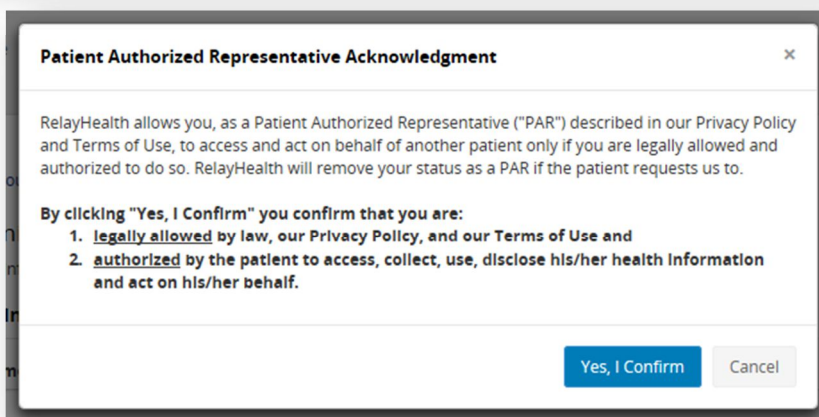 Patient Authorized Representative Acknowledgment ×
RelayHealth allows you, as a Patient Authorized Representative ("PAR") described in our Privacy Policy
and Terms of Use, to access and act on behalf of another patient only if you are legally allowed and
authorized to do so. RelayHealth will remove your status as a PAR if the patient requests us to.
By clicking "Yes, I Confirm" you confirm that you are:
1. legally allowed by law, our Privacy Policy, and our Terms of Use and
2. authorized by the patient to access, collect, use, disclose his/her health information
and act on his/her behalf.
Yes, I Confirm Cancel